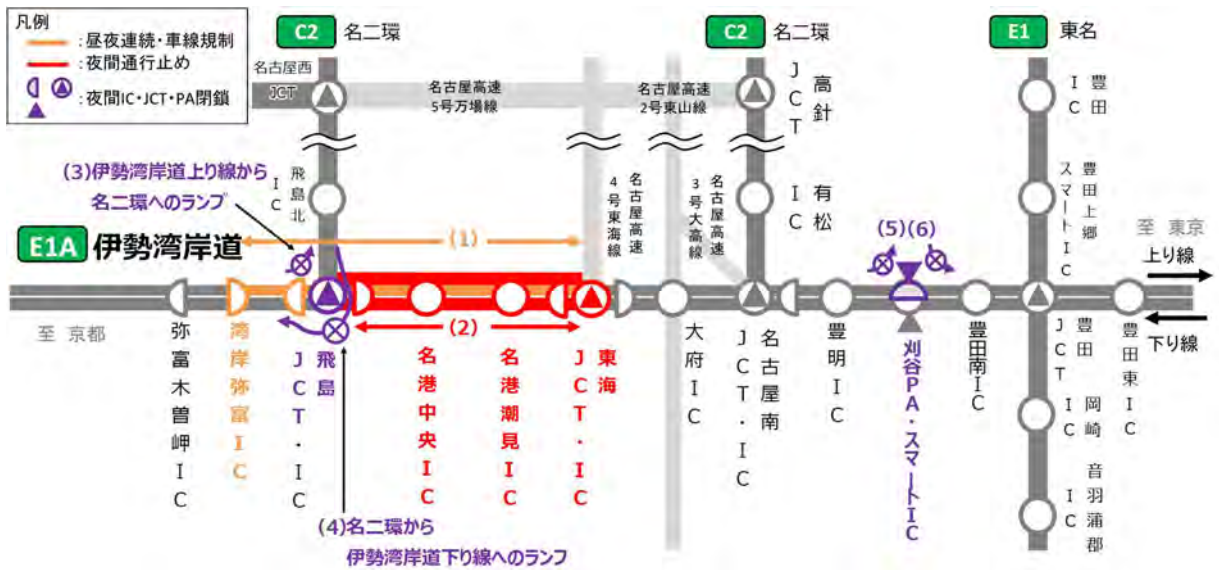 凡例
:昼夜連続・車線規制
:夜間通行止め
:夜間IC・JCT・PA閉鎖
C2 名二環
C2 名二環
E1 東名
名古屋西
JCT
名古屋高速
5号万場線
名古屋高速
2号東山線
高針
JCT
豊田
IC
(3)伊勢湾岸道上り線から
名二環へのランプ
飛島北
IC
名古屋高速
4号東海線
名古屋高速
3号大高線
有松
IC
豊田上郷
スマートIC
E1A 伊勢湾岸道
(1)
(5)(6)
至 東京
上り線
至 京都
(2)
下り線
弥富木曽岬IC
湾岸弥富IC
飛島
JCT・IC
名港中央IC
名港潮見IC
東海
JCT・IC
大府IC
名古屋南
JCT・IC
豊明IC
刈谷PA・スマートIC
豊田南IC
豊田
JCT
豊田東IC
岡崎
IC
音羽蒲郡
IC
(4)名二環から
伊勢湾岸道下り線へのランプ